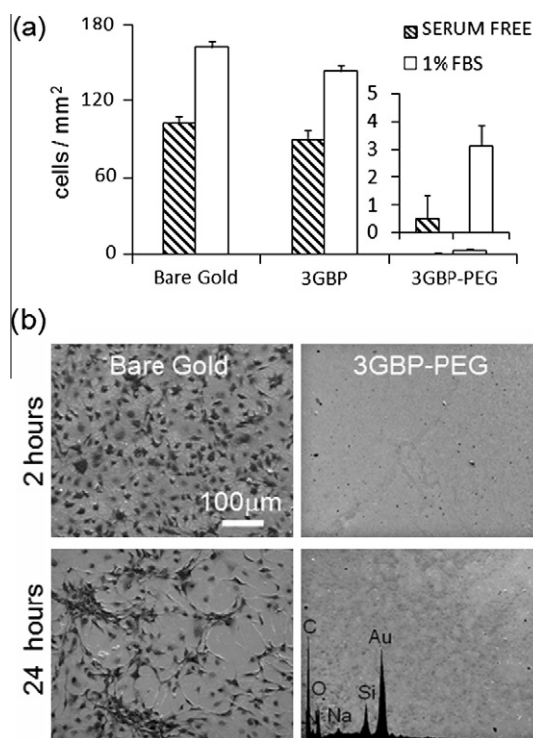 (a)
180
120
60
0
cells / mm²
SERUM FREE
1% FBS
5
4
3
2
1
0
Bare Gold 3GBP 3GBP-PEG
(b)
Bare Gold 3GBP-PEG
2 hours
100μm
24 hours
C
O
Na
Si
Au